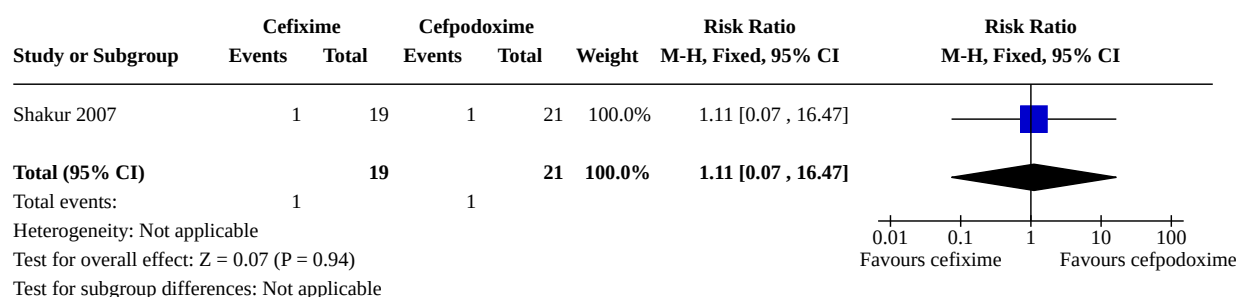 Cefixime Cefpodoxime Risk Ratio Risk Ratio
Study or Subgroup Events Total Events Total Weight M-H, Fixed, 95% CI M-H, Fixed, 95% CI
Shakur 2007 1 19 1 21 100.0% 1.11 [0.07 , 16.47]
Total (95% CI) 19 21 100.0% 1.11 [0.07 , 16.47]
Total events: 1 1
Heterogeneity: Not applicable 0.01 0.1 1 10 100
Test for overall effect: Z = 0.07 (P = 0.94) Favours cefixime Favours cefpodoxime
Test for subgroup differences: Not applicable